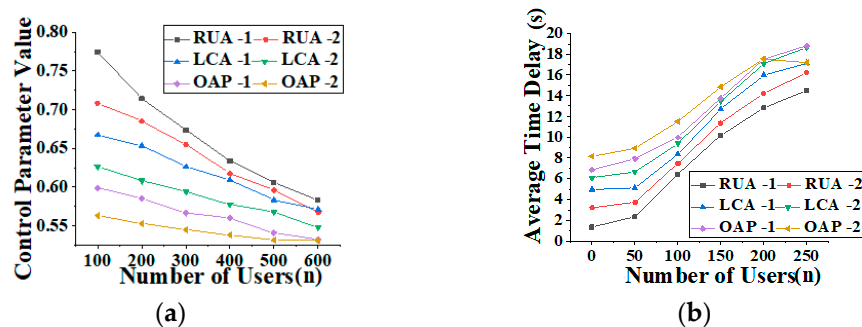 Control Parameter Value
0.80
0.75
0.70
0.65
0.60
0.55
RUA -1 RUA -2
LCA -1 LCA -2
OAP -1 OAP -2
100 200 300 400 500 600
Number of Users(n)
(a)
Average Time Delay (s)
20
18
16
14
12
10
8
6
4
2
0
RUA -1 RUA -2
LCA -1 LCA -2
OAP -1 OAP -2
0 50 100 150 200 250
Number of Users(n)
(b)